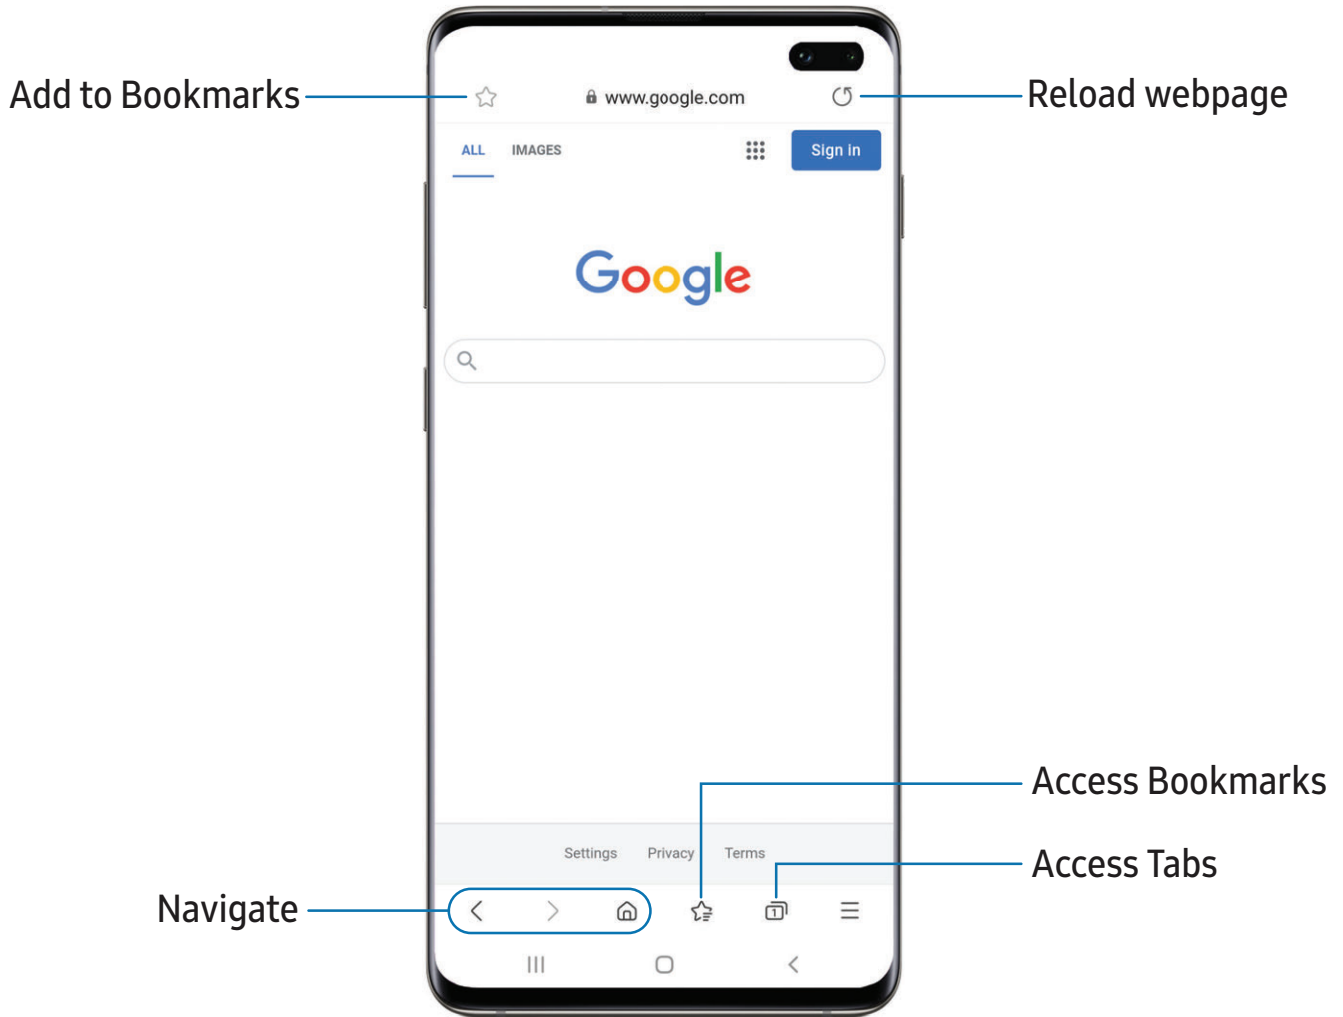 Add to Bookmarks
www.google.com
Reload webpage
ALL IMAGES Sign in
Google
Access Bookmarks
Settings Privacy Terms
Access Tabs
Navigate
1